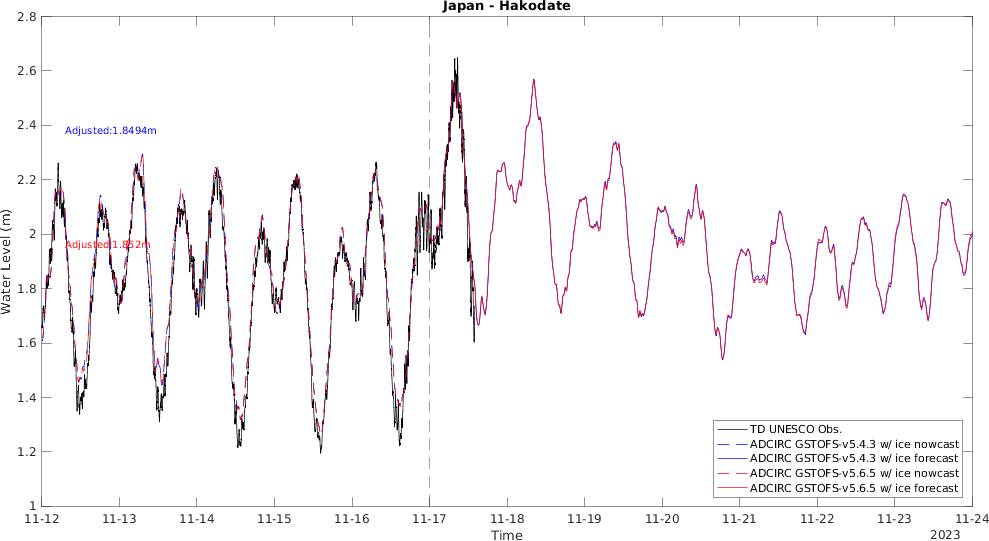 Japan - Hakodate
2.8
2.6
2.4
2.2
2
1.8
1.6
1.4
1.2
1
Water Level (m)
Adjusted:1.8494m
Adjusted:1.852m
TD UNESCO Obs.
ADCIRC GSTOFS-v5.4.3 w/ ice nowcast
ADCIRC GSTOFS-v5.4.3 w/ ice forecast
ADCIRC GSTOFS-v5.6.5 w/ ice nowcast
ADCIRC GSTOFS-v5.6.5 w/ ice forecast
11-12 11-13 11-14 11-15 11-16 11-17 11-18 11-19 11-20 11-21 11-22 11-23 11-24
Time
2023